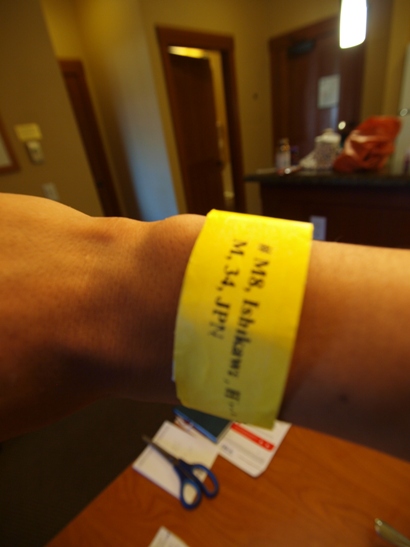 #M8, Ishikawa, H
M, 34, JPN